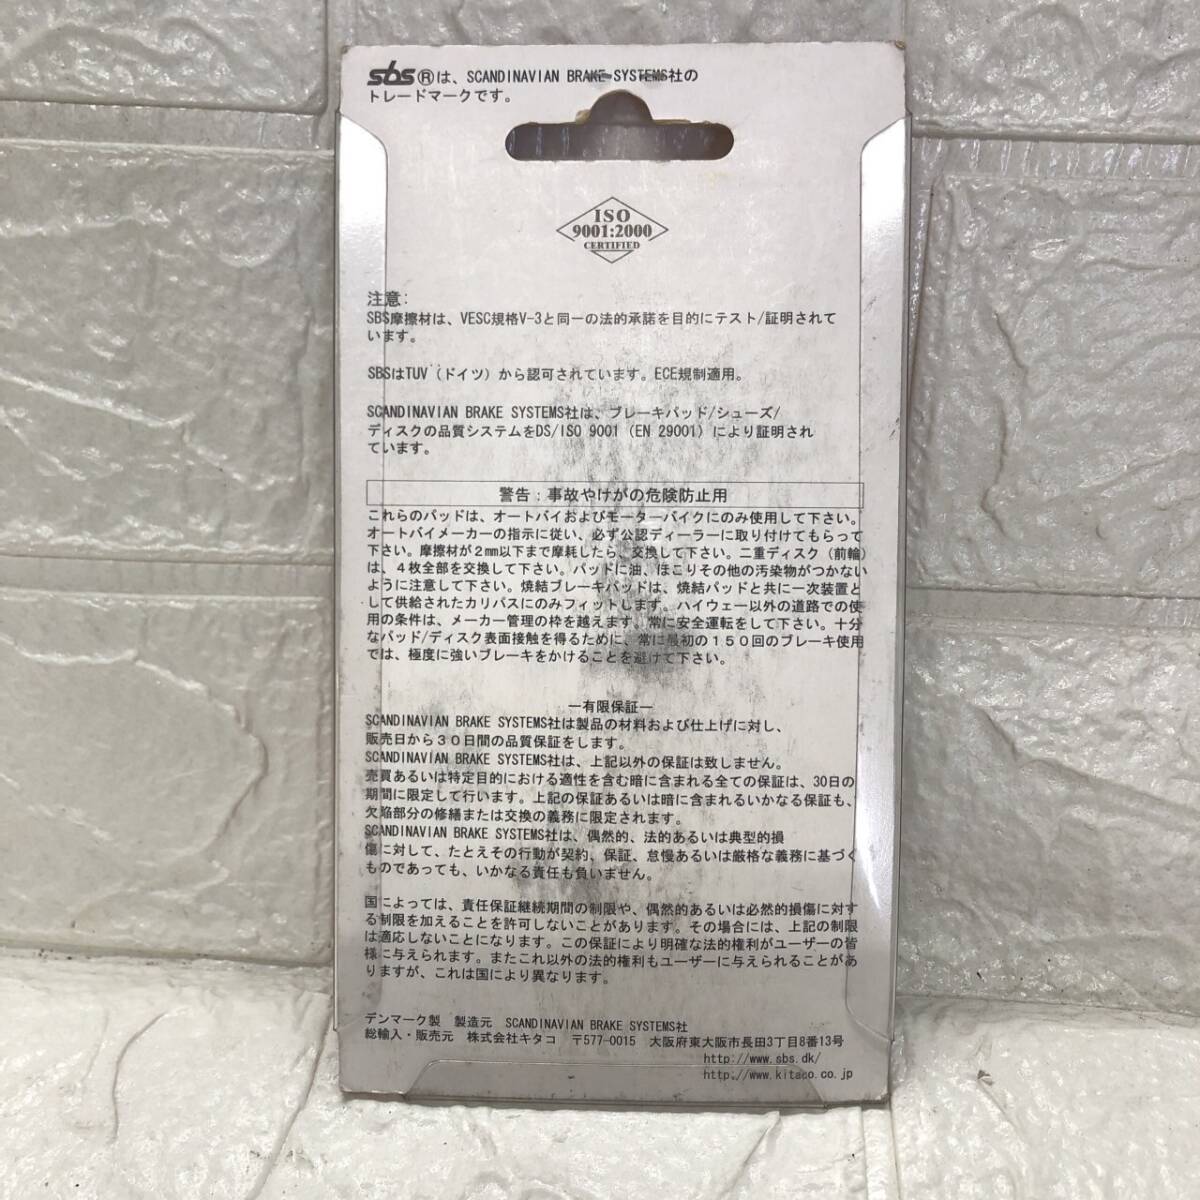 sbs®は、SCANDINAVIAN BRAKE SYSTEMS社の
トレードマークです。
ISO
9001:2000
CERTIFIED
注意:
SBS摩擦材は、VESC規格V-3と同一の法的承諾を目的にテスト/証明されて
います。
SBSはTUV（ドイツ）から認可されています。ECE規制適用。
SCANDINAVIAN BRAKE SYSTEMS社は、ブレーキパッド/シューズ/
ディスクの品質システムをDS/ISO 9001（EN 29001）により証明され
ています。
警告：事故やけがの危険防止用
これらのパッドは、オートバイおよびモーターバイクにのみ使用して下さい。
オートバイメーカーの指示に従い、必ず公認ディーラーに取り付けてもらって
下さい。摩擦材が２㎜以下まで摩耗したら、交換して下さい。二重ディスク（前輪）
は、４枚全部を交換して下さい。パッドに油、ほこりその他の汚染物がつかない
ように注意して下さい。焼結ブレーキパッドは、焼結パッドと共に一次装置と
して供給されたカリパスにのみフィットします。ハイウェー以外の道路での使
用の条件は、メーカー管理の枠を越えます。常に安全運転をして下さい。十分
なパッド/ディスク表面接触を得るために、常に最初の１５０回のブレーキ使用
では、極度に強いブレーキをかけることを避けて下さい。
―有限保証―
SCANDINAVIAN BRAKE SYSTEMS社は製品の材料および仕上げに対し、
販売日から３０日間の品質保証をします。
SCANDINAVIAN BRAKE SYSTEMS社は、上記以外の保証は致しません。
売買あるいは特定目的における適性を含む暗に含まれる全ての保証は、30日の
期間に限定して行います。上記の保証あるいは暗に含まれるいかなる保証も、
欠陥部分の修繕または交換の義務に限定されます。
SCANDINAVIAN BRAKE SYSTEMS社は、偶然的、法的あるいは典型的損
傷に対して、たとえその行動が契約、保証、怠慢あるいは厳格な義務に基づく
ものであっても、いかなる責任も負いません。
国によっては、責任保証継続期間の制限や、偶然的あるいは必然的損傷に対す
る制限を加えることを許可しないことがあります。その場合には、上記の制限
は適応しないことになります。この保証により明確な法的権利がユーザーの皆
様に与えられます。またこれ以外の法的権利もユーザーに与えられることがあ
りますが、これは国により異なります。
デンマーク製　製造元　SCANDINAVIAN BRAKE SYSTEMS社
総輸入・販売元　株式会社キタコ　〒577-0015　大阪府東大阪市長田3丁目8番13号
http://www.sbs.dk/
http://www.kitaco.co.jp